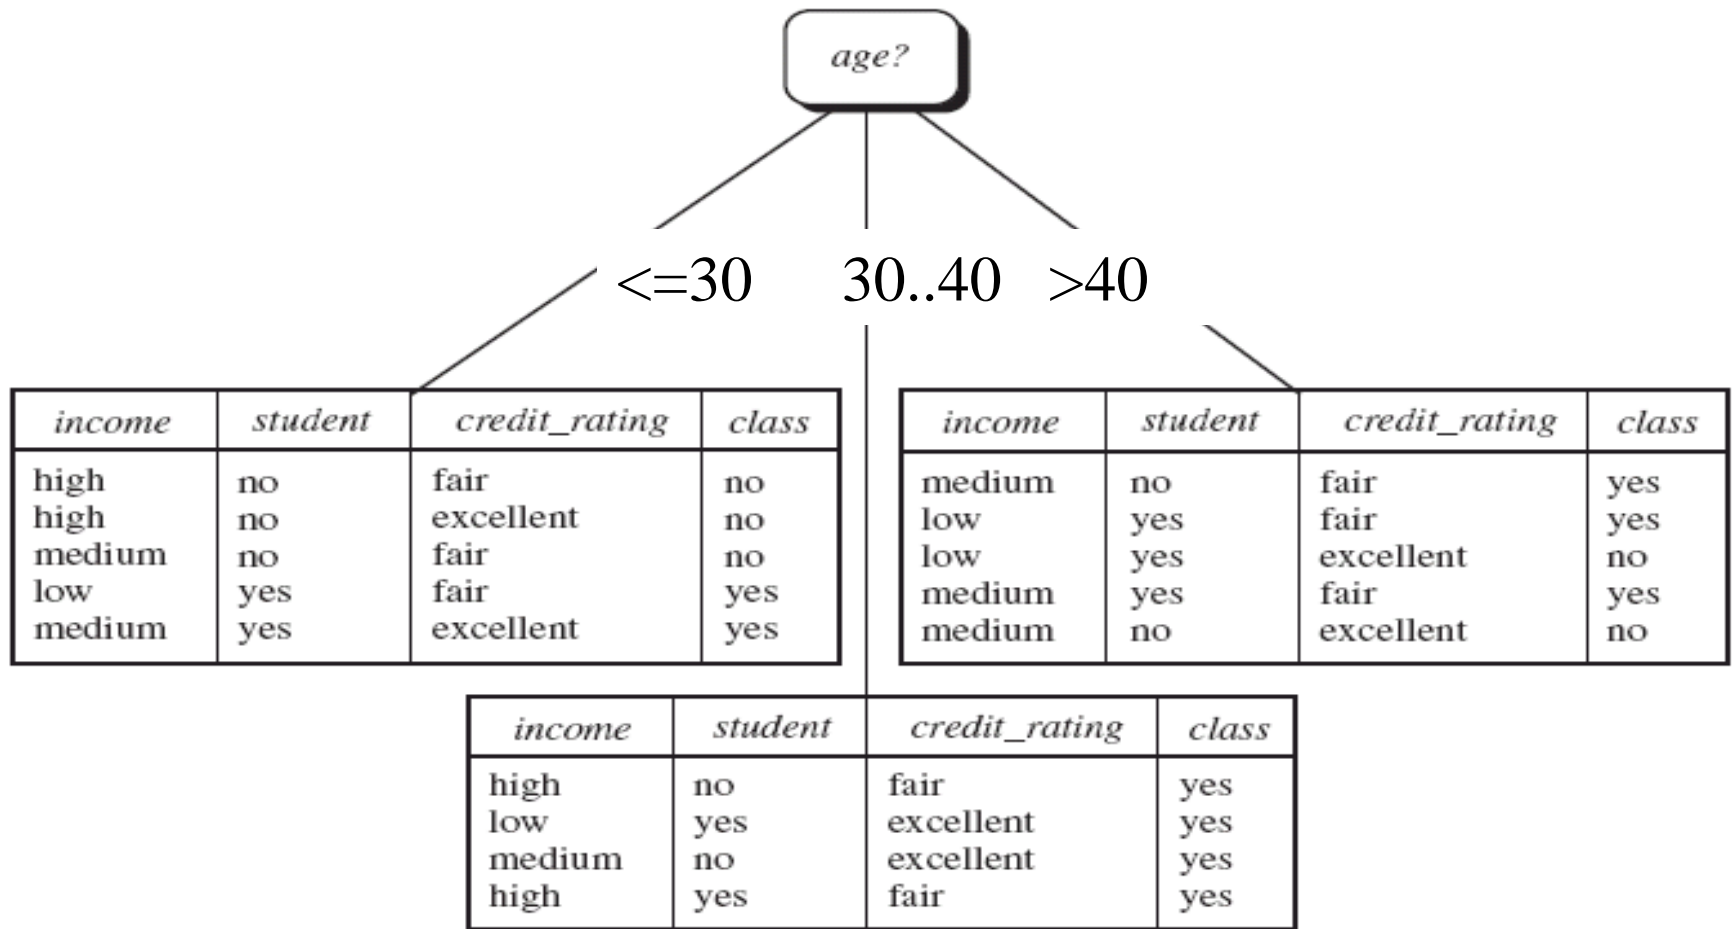 age?
<=30 30..40 >40
income student credit_rating class
high no fair no
high no excellent no
medium no fair no
low yes fair yes
medium yes excellent yes
income student credit_rating class
medium no fair yes
low yes fair yes
low yes excellent no
medium yes fair yes
medium no excellent no
income student credit_rating class
high no fair yes
low yes excellent yes
medium no excellent yes
high yes fair yes